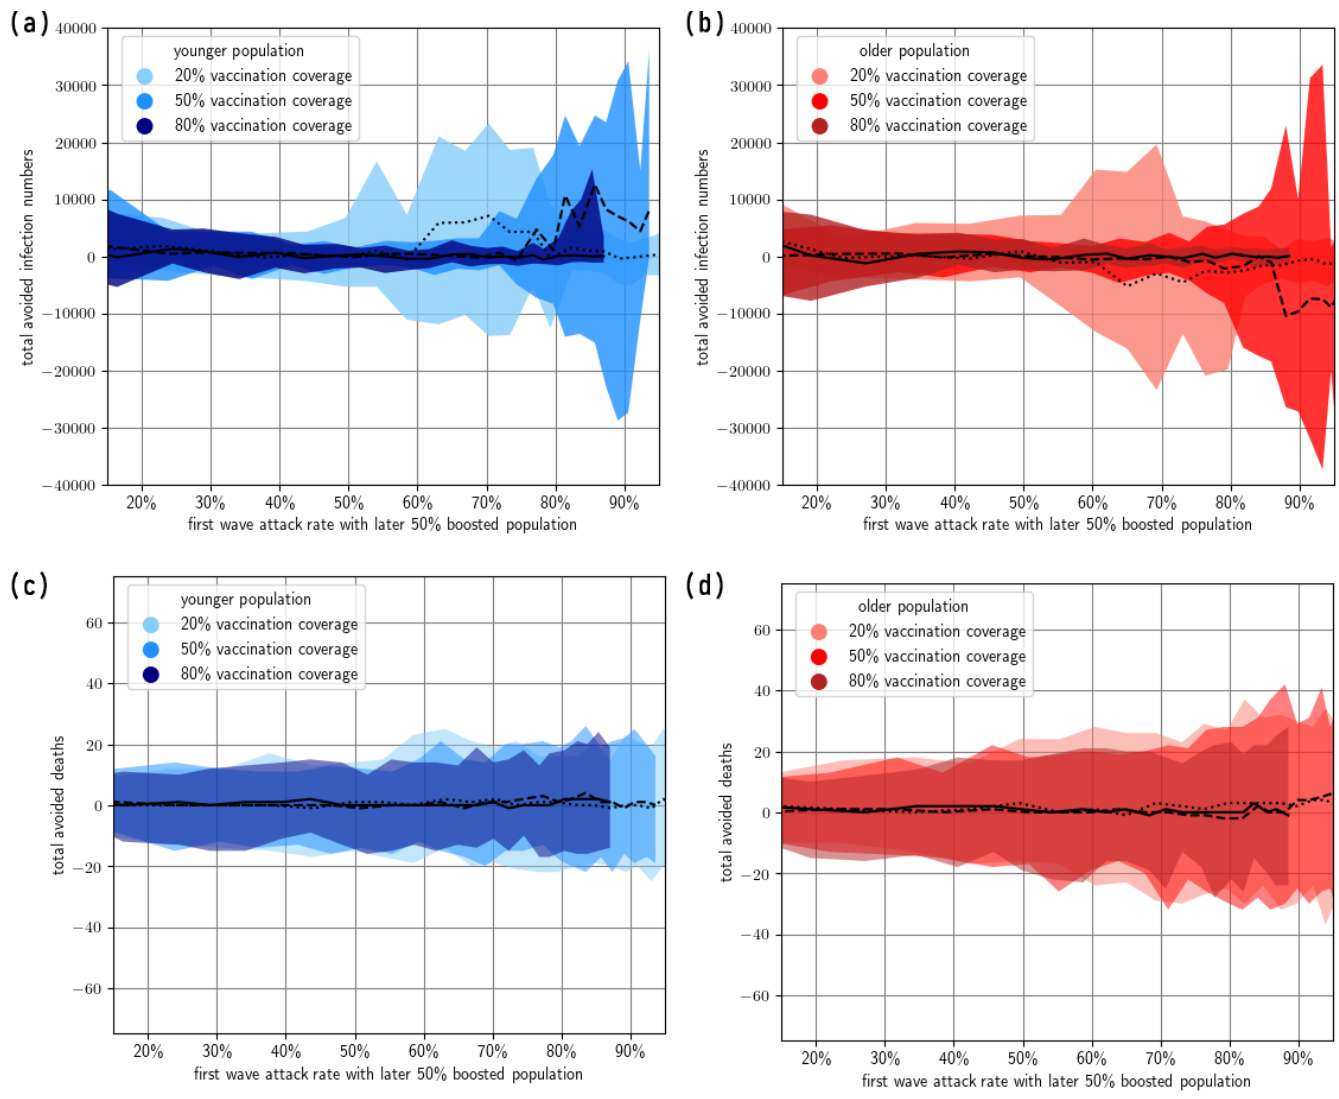 (a)
40000
30000
20000
10000
0
−10000
−20000
−30000
−40000
total avoided infection numbers
younger population
20% vaccination coverage
50% vaccination coverage
80% vaccination coverage
20% 30% 40% 50% 60% 70% 80% 90%
first wave attack rate with later 50% boosted population
(b)
40000
30000
20000
10000
0
−10000
−20000
−30000
−40000
total avoided infection numbers
older population
20% vaccination coverage
50% vaccination coverage
80% vaccination coverage
20% 30% 40% 50% 60% 70% 80% 90%
first wave attack rate with later 50% boosted population
(c)
60
40
20
0
−20
−40
−60
total avoided deaths
younger population
20% vaccination coverage
50% vaccination coverage
80% vaccination coverage
20% 30% 40% 50% 60% 70% 80% 90%
first wave attack rate with later 50% boosted population
(d)
60
40
20
0
−20
−40
−60
total avoided deaths
older population
20% vaccination coverage
50% vaccination coverage
80% vaccination coverage
20% 30% 40% 50% 60% 70% 80% 90%
first wave attack rate with later 50% boosted population